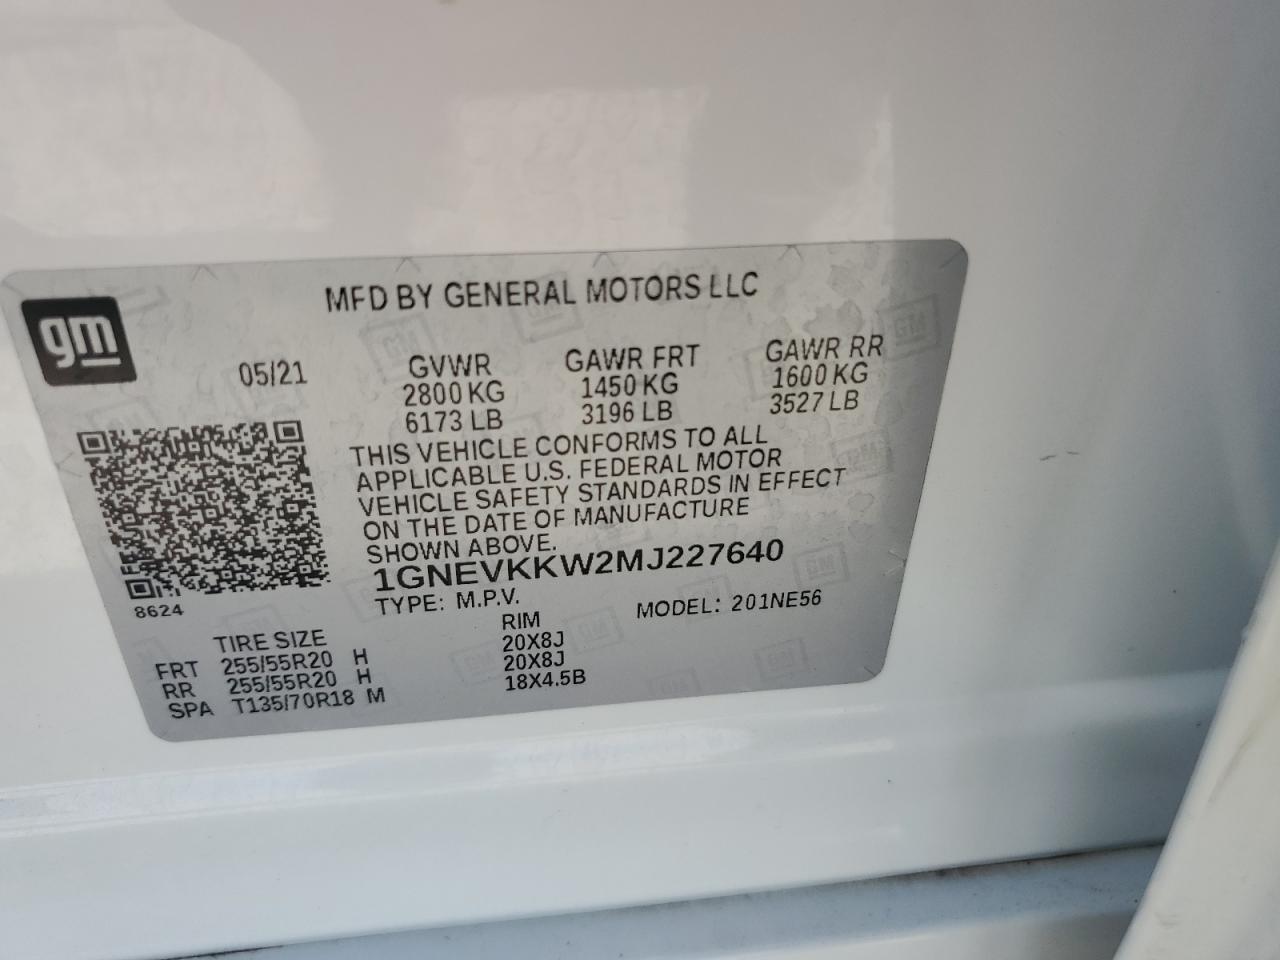 MFD BY GENERAL MOTORS LLC
gm
05/21
GVWR GAWR FRT GAWR RR
2800 KG 1450 KG 1600 KG
6173 LB 3196 LB 3527 LB
THIS VEHICLE CONFORMS TO ALL
APPLICABLE U.S. FEDERAL MOTOR
VEHICLE SAFETY STANDARDS IN EFFECT
ON THE DATE OF MANUFACTURE
SHOWN ABOVE.
1GNEVKKW2MJ227640
8624
TYPE: M.P.V. MODEL: 201NE56
TIRE SIZE RIM
FRT 255/55R20 H 20X8J
RR 255/55R20 H 20X8J
SPA T135/70R18 M 18X4.5B